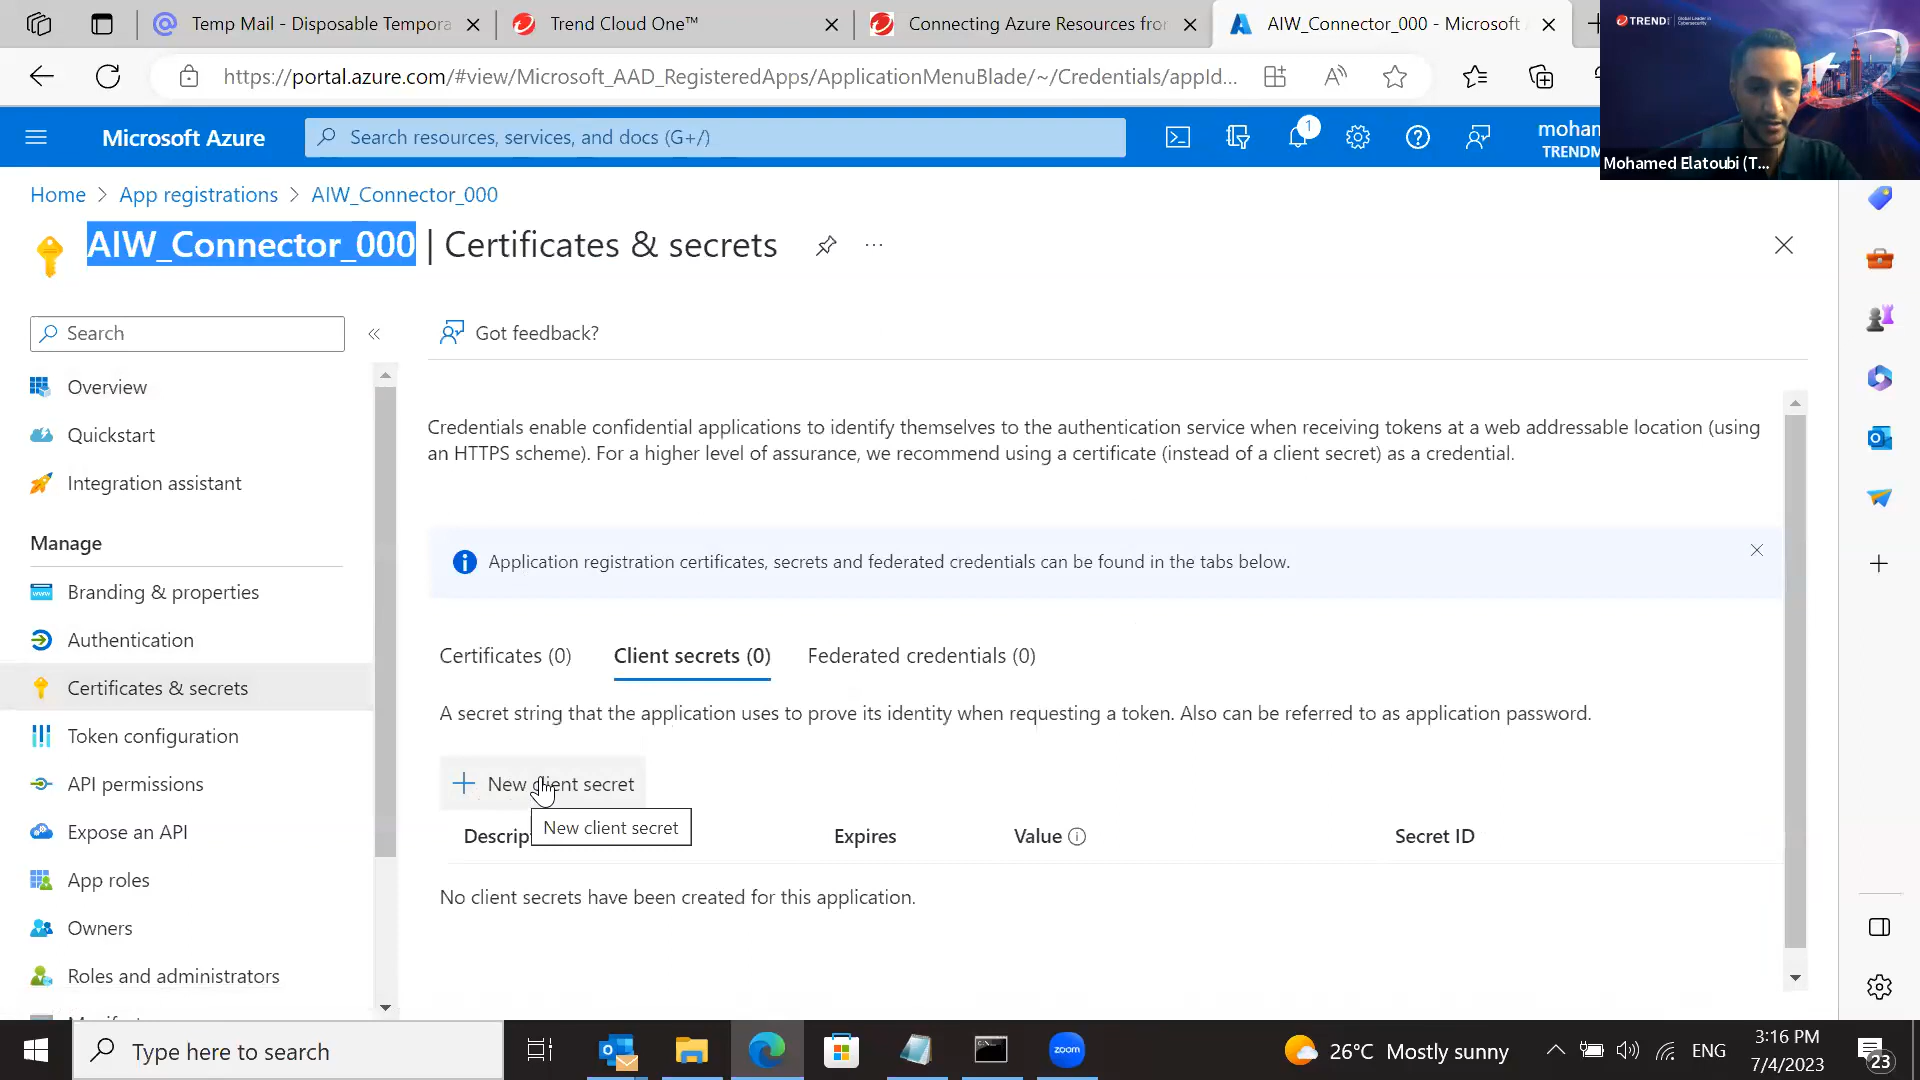 Temp Mail - Disposable Tempora
Trend Cloud One™
Connecting Azure Resources fror
AIW_Connector_000 - Microsoft
https://portal.azure.com/#view/Microsoft_AAD_RegisteredApps/ApplicationMenuBlade/~/Credentials/appId...
TREND
Mohamed Elatoubi (T...
Microsoft Azure
Search resources, services, and docs (G+/)
1
moham
TRENDM
Home > App registrations > AIW_Connector_000
AIW_Connector_000 | Certificates & secrets
Search
Got feedback?
Overview
Quickstart
Integration assistant
Manage
Branding & properties
Authentication
Certificates & secrets
Token configuration
API permissions
Expose an API
App roles
Owners
Roles and administrators
Credentials enable confidential applications to identify themselves to the authentication service when receiving tokens at a web addressable location (using
an HTTPS scheme). For a higher level of assurance, we recommend using a certificate (instead of a client secret) as a credential.
Application registration certificates, secrets and federated credentials can be found in the tabs below.
Certificates (0) Client secrets (0) Federated credentials (0)
A secret string that the application uses to prove its identity when requesting a token. Also can be referred to as application password.
New client secret
New client secret
Descrip Expires Value Secret ID
No client secrets have been created for this application.
Type here to search
zoom
26°C Mostly sunny
ENG
3:16 PM
7/4/2023
23